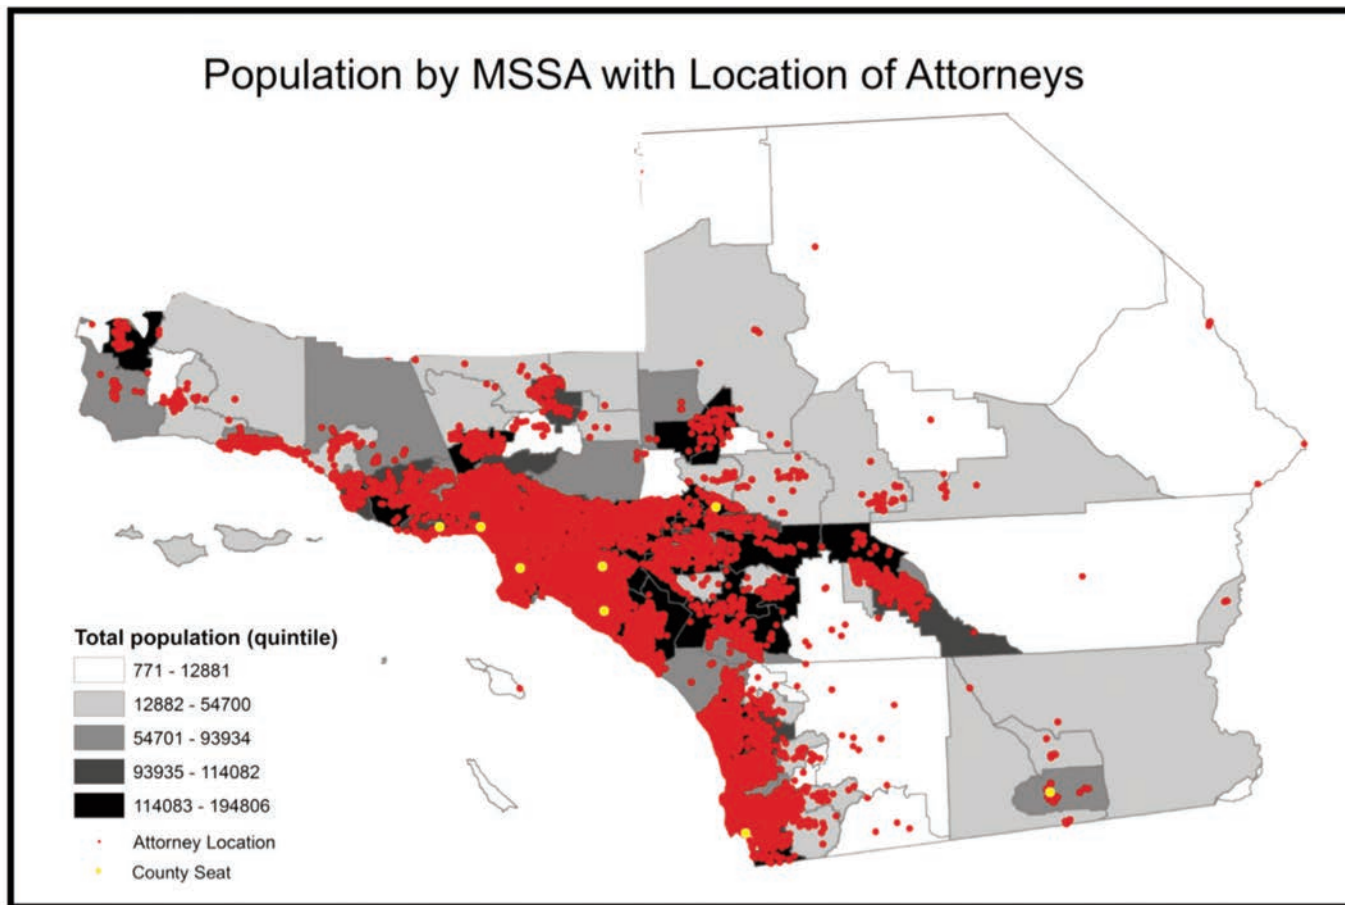 Population by MSSA with Location of Attorneys
Total population (quintile)
771 - 12881
12882 - 54700
54701 - 93934
93935 - 114082
114083 - 194806
Attorney Location
County Seat